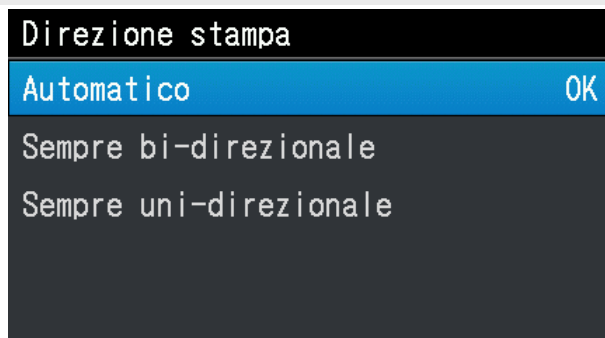 Direzione stampa
Automatico OK
Sempre bi-direzionale
Sempre uni-direzionale